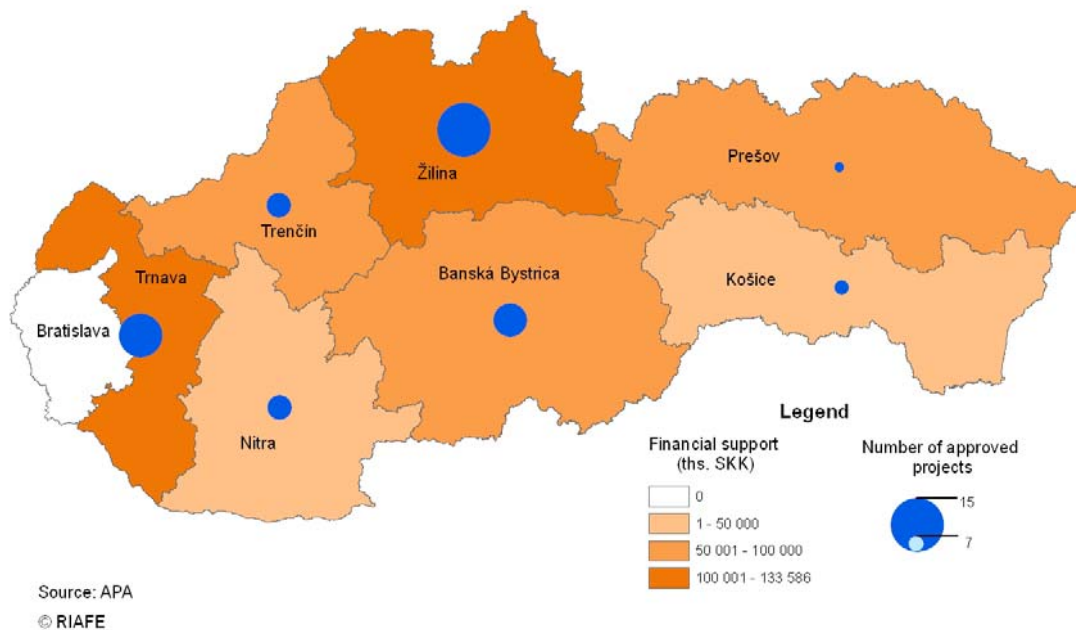 Žilina
Prešov
Trenčín
Banská Bystrica
Košice
Trnava
Bratislava
Nitra
Legend
Financial support
(ths. SKK)
0
1 - 50 000
50 001 - 100 000
100 001 - 133 586
Number of approved
projects
15
7
Source: APA
© RIAFE